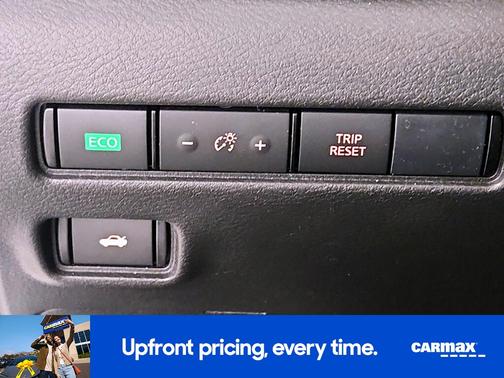 ECO
- +
TRIP
RESET
Upfront pricing, every time.
CARMAX